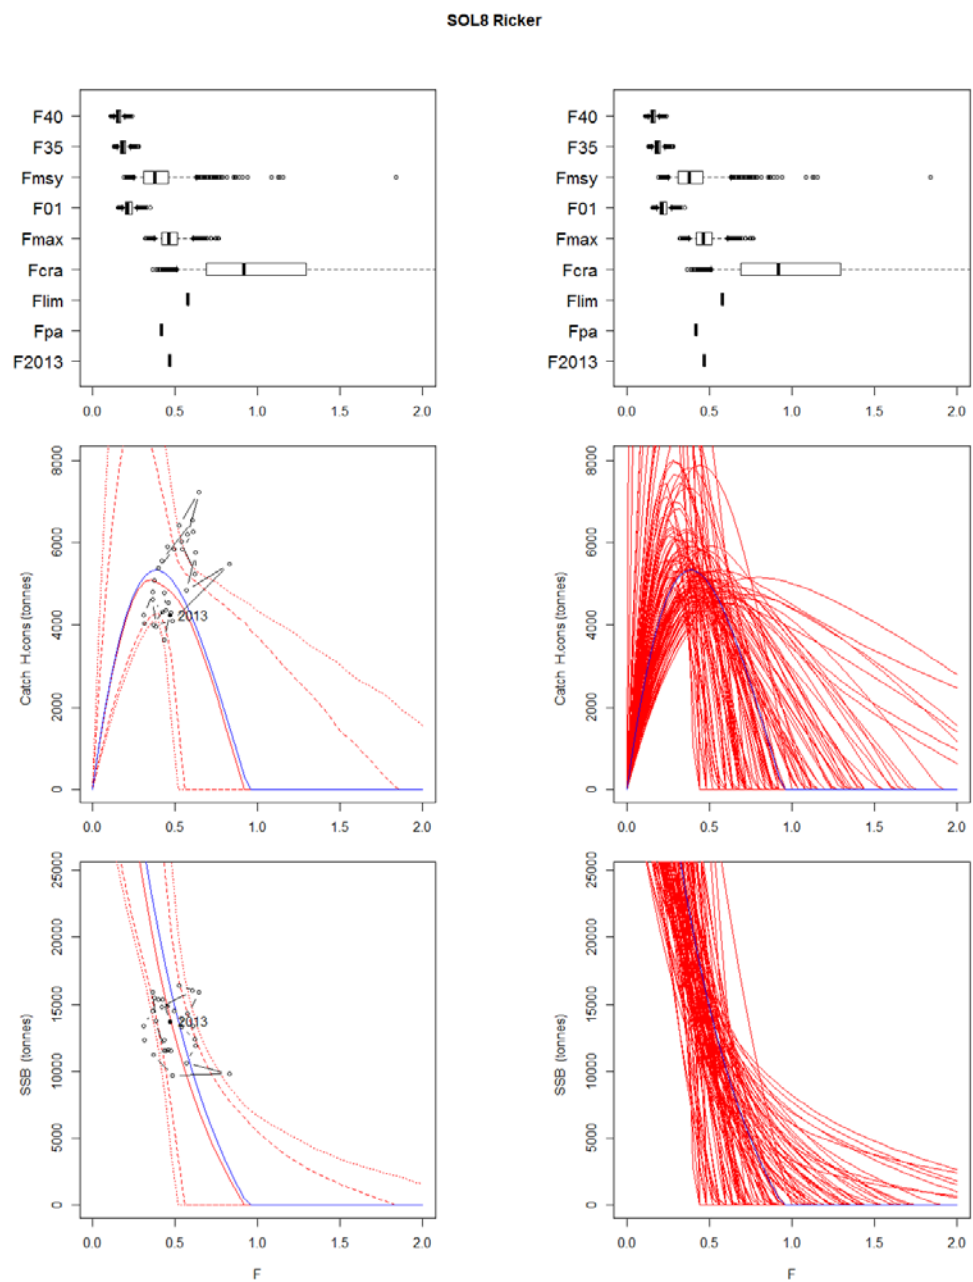 SOL8 Ricker
F40
F35
Fmsy
F01
Fmax
Fcra
Flim
Fpa
F2013
0.0 0.5 1.0 1.5 2.0
F40
F35
Fmsy
F01
Fmax
Fcra
Flim
Fpa
F2013
0.0 0.5 1.0 1.5 2.0
Catch H.cons (tonnes)
8000
6000
4000
2000
0
2013
0.0 0.5 1.0 1.5 2.0
Catch H.cons (tonnes)
8000
6000
4000
2000
0
0.0 0.5 1.0 1.5 2.0
SSB (tonnes)
25000
20000
15000
10000
5000
0
2013
0.0 0.5 1.0 1.5 2.0
F
SSB (tonnes)
25000
20000
15000
10000
5000
0
0.0 0.5 1.0 1.5 2.0
F